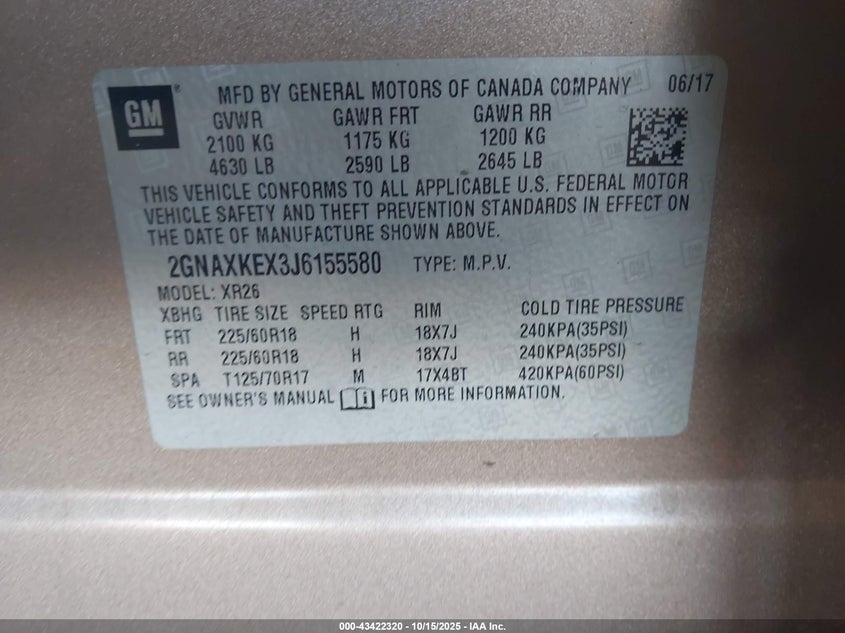 GM
MFD BY GENERAL MOTORS OF CANADA COMPANY 06/17
GVWR GAWR FRT GAWR RR
2100 KG 1175 KG 1200 KG
4630 LB 2590 LB 2645 LB
THIS VEHICLE CONFORMS TO ALL APPLICABLE U.S. FEDERAL MOTOR
VEHICLE SAFETY AND THEFT PREVENTION STANDARDS IN EFFECT ON
THE DATE OF MANUFACTURE SHOWN ABOVE.
2GNAXKEX3J6155580 TYPE: M.P.V.
MODEL: XR26
XBHG TIRE SIZE SPEED RTG RIM COLD TIRE PRESSURE
FRT 225/60R18 H 18X7J 240KPA(35PSI)
RR 225/60R18 H 18X7J 240KPA(35PSI)
SPA T125/70R17 M 17X4BT 420KPA(60PSI)
SEE OWNER'S MANUAL i FOR MORE INFORMATION.
000-43422320 - 10/15/2025 - IAA Inc.